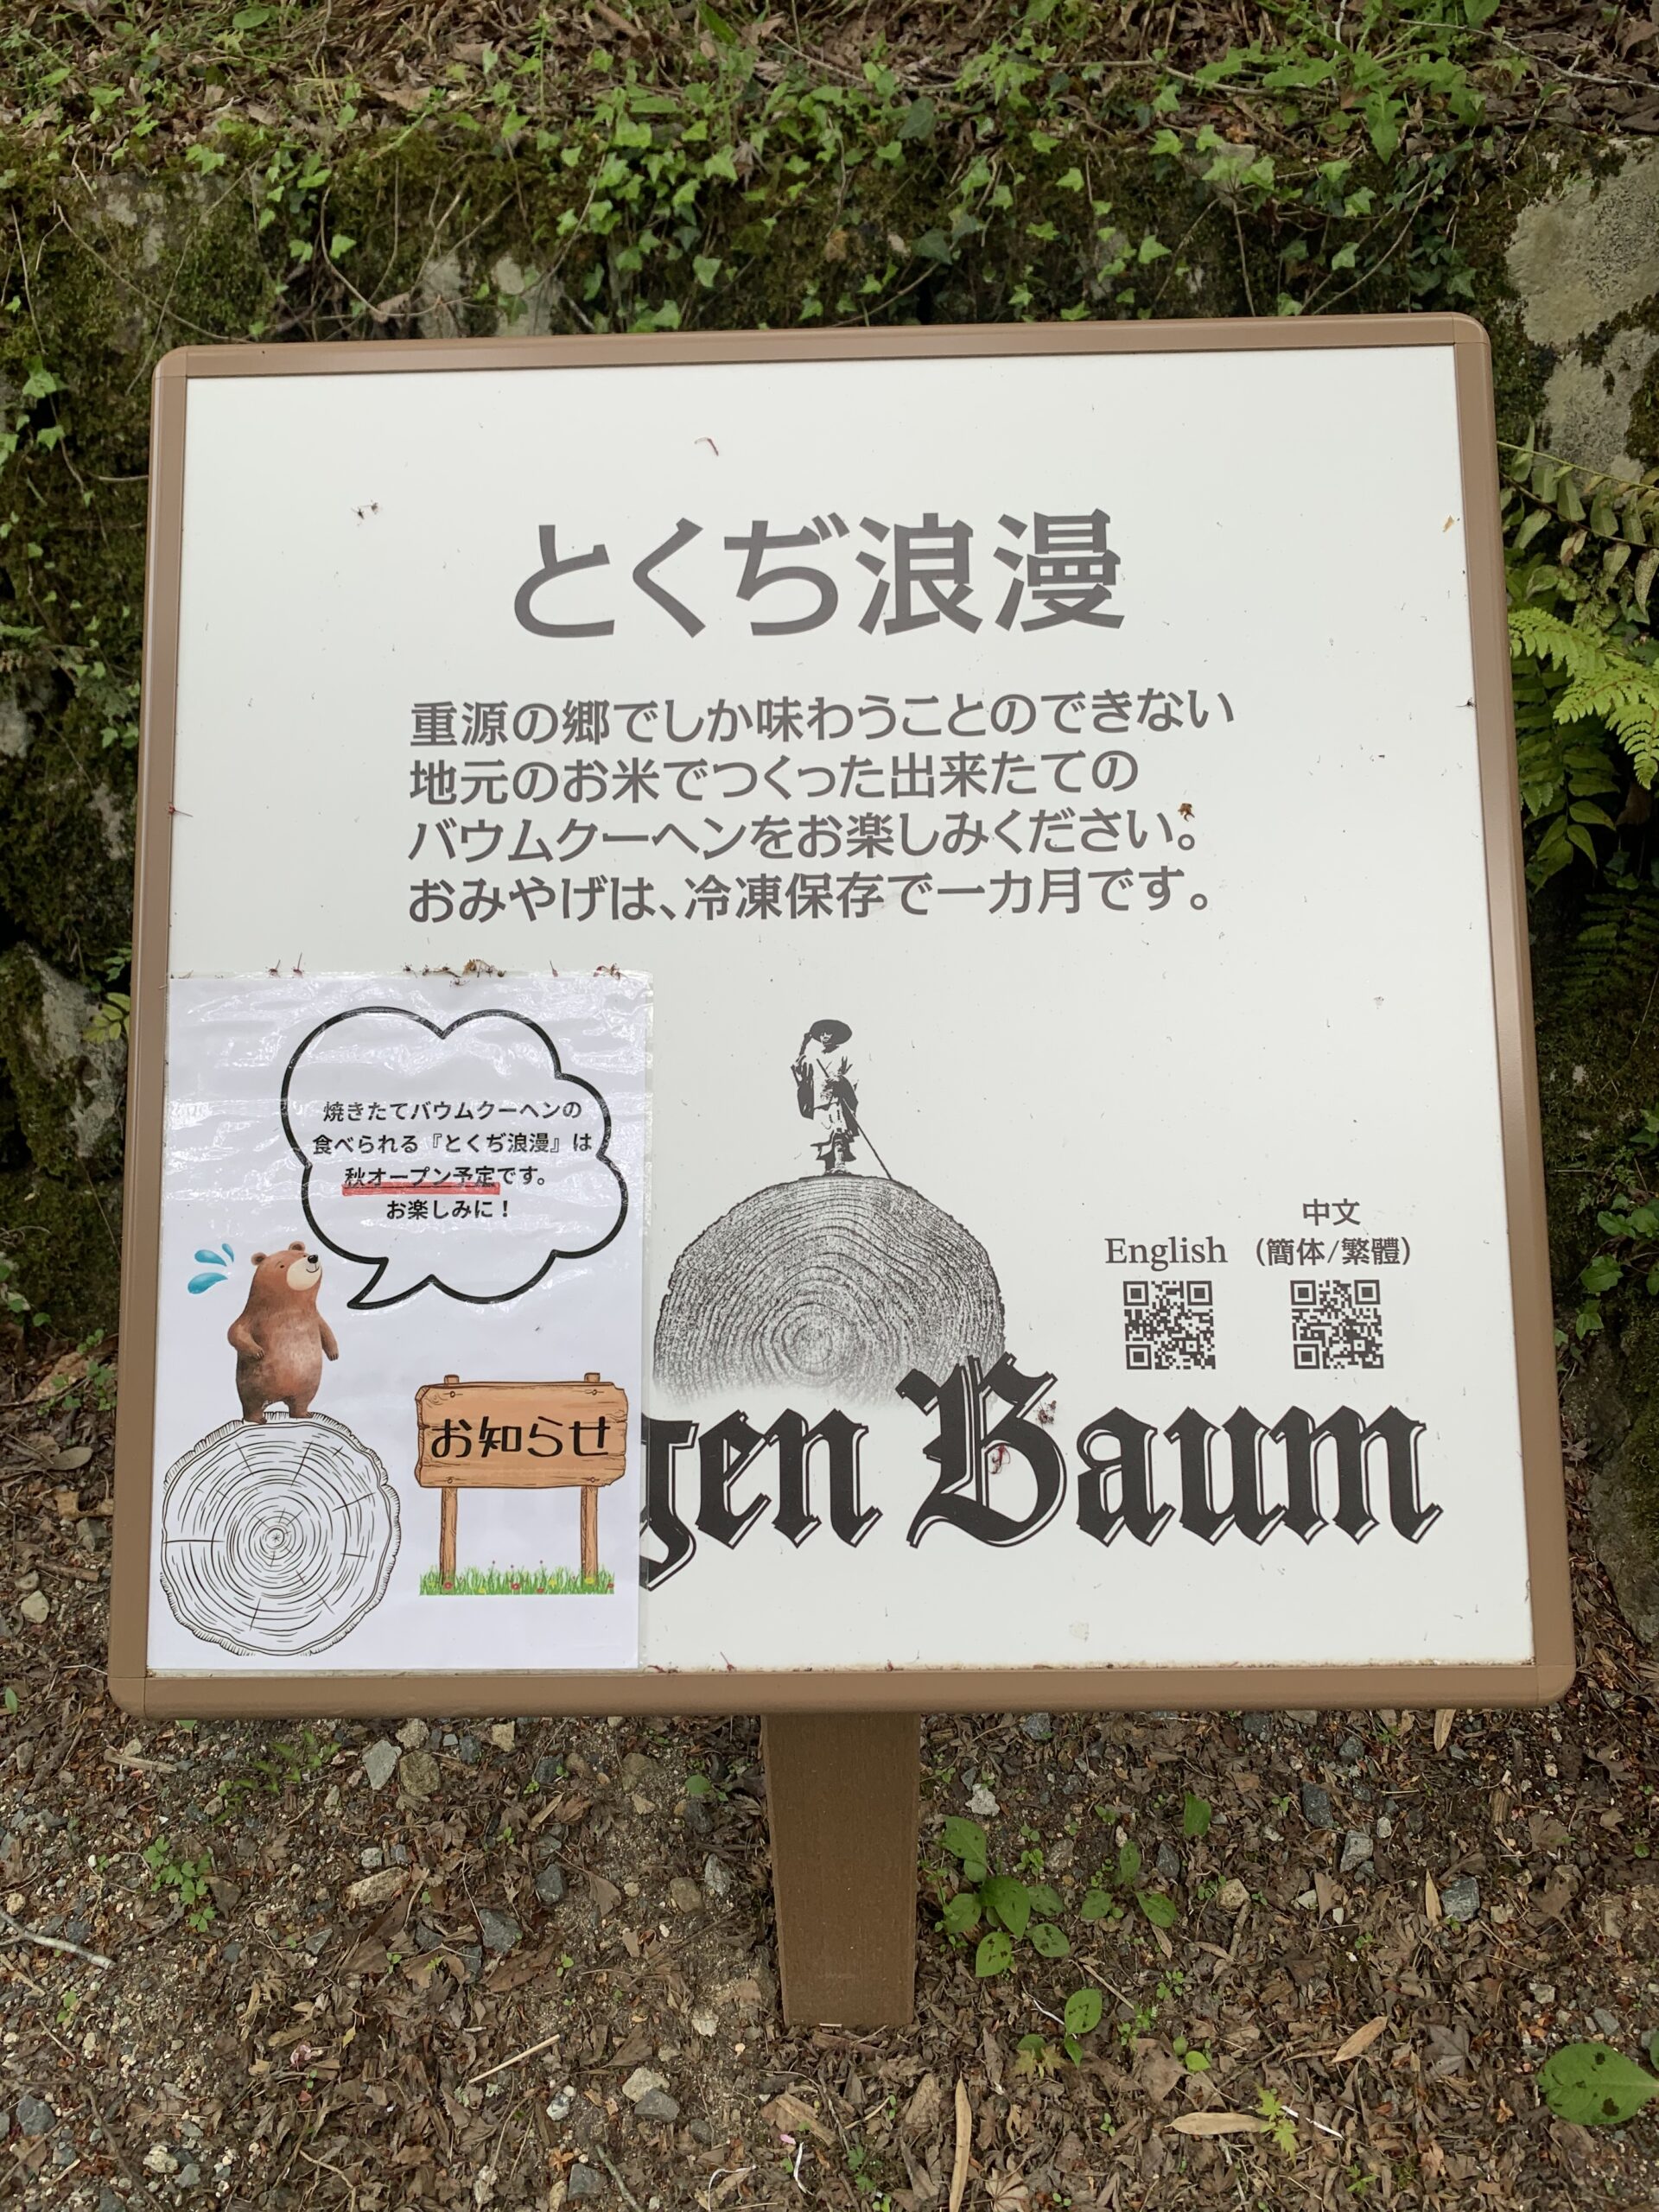 とくぢ浪漫
重源の郷でしか味わうことのできない
地元のお米でつくった出来たての
バウムクーヘンをお楽しみください。
おみやげは、冷凍保存で一カ月です。
焼きたてバウムクーヘンの
食べられる『とくぢ浪漫』は
秋オープン予定です。
お楽しみに！
お知らせ
中文
English (簡体/繁體)
gen Baum